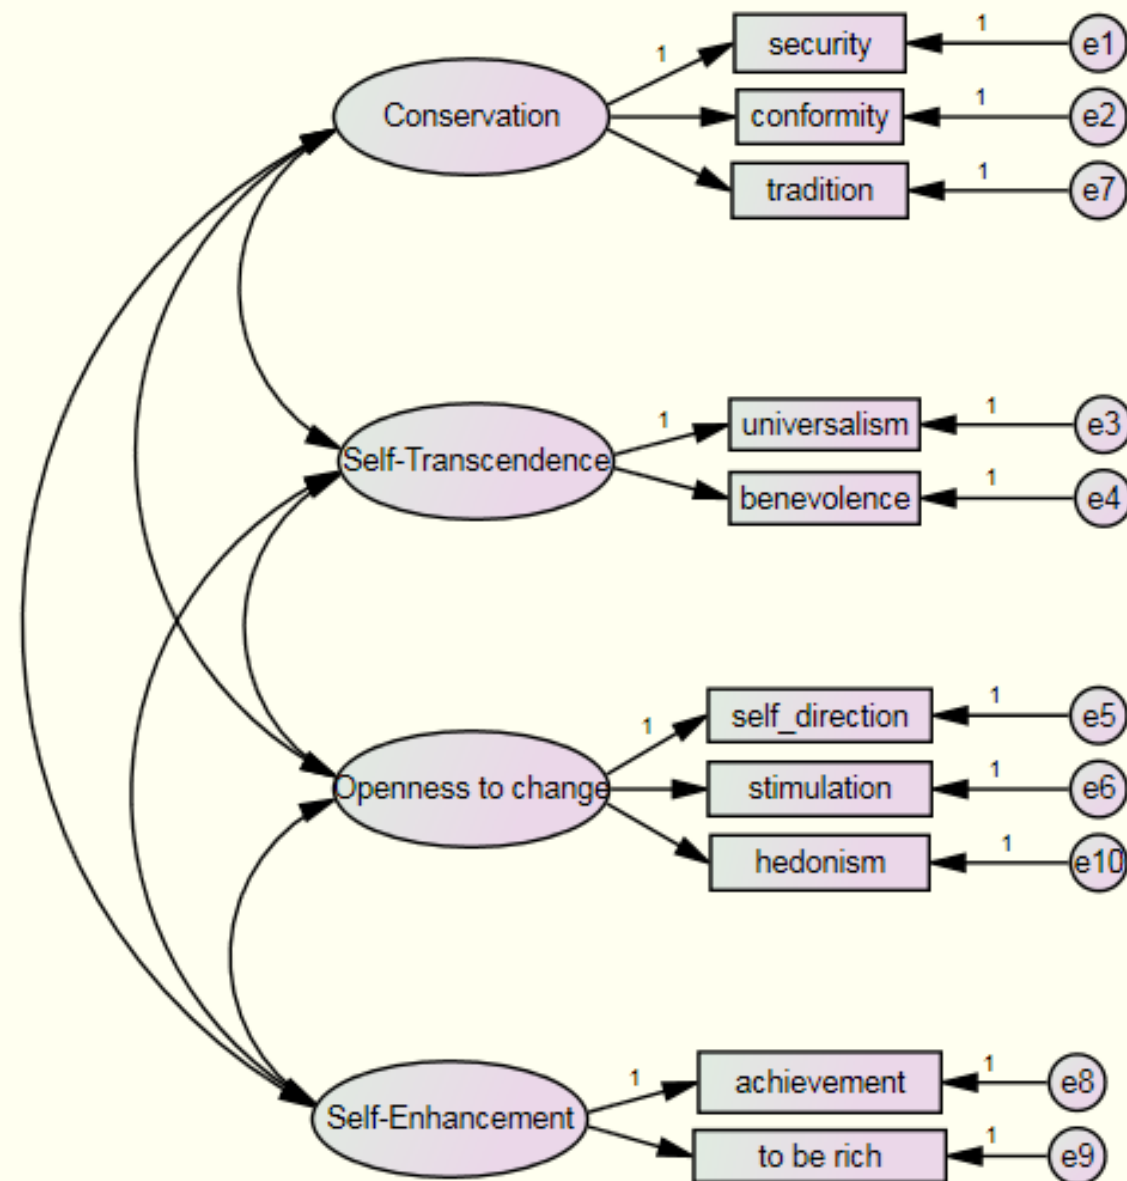 1
security
1
e1
Conservation
conformity
1
e2
tradition
1
e7
1
universalism
1
e3
Self-Transcendence
benevolence
1
e4
1
self_direction
1
e5
Openness to change
stimulation
1
e6
hedonism
1
e10
1
achievement
1
e8
Self-Enhancement
to be rich
1
e9